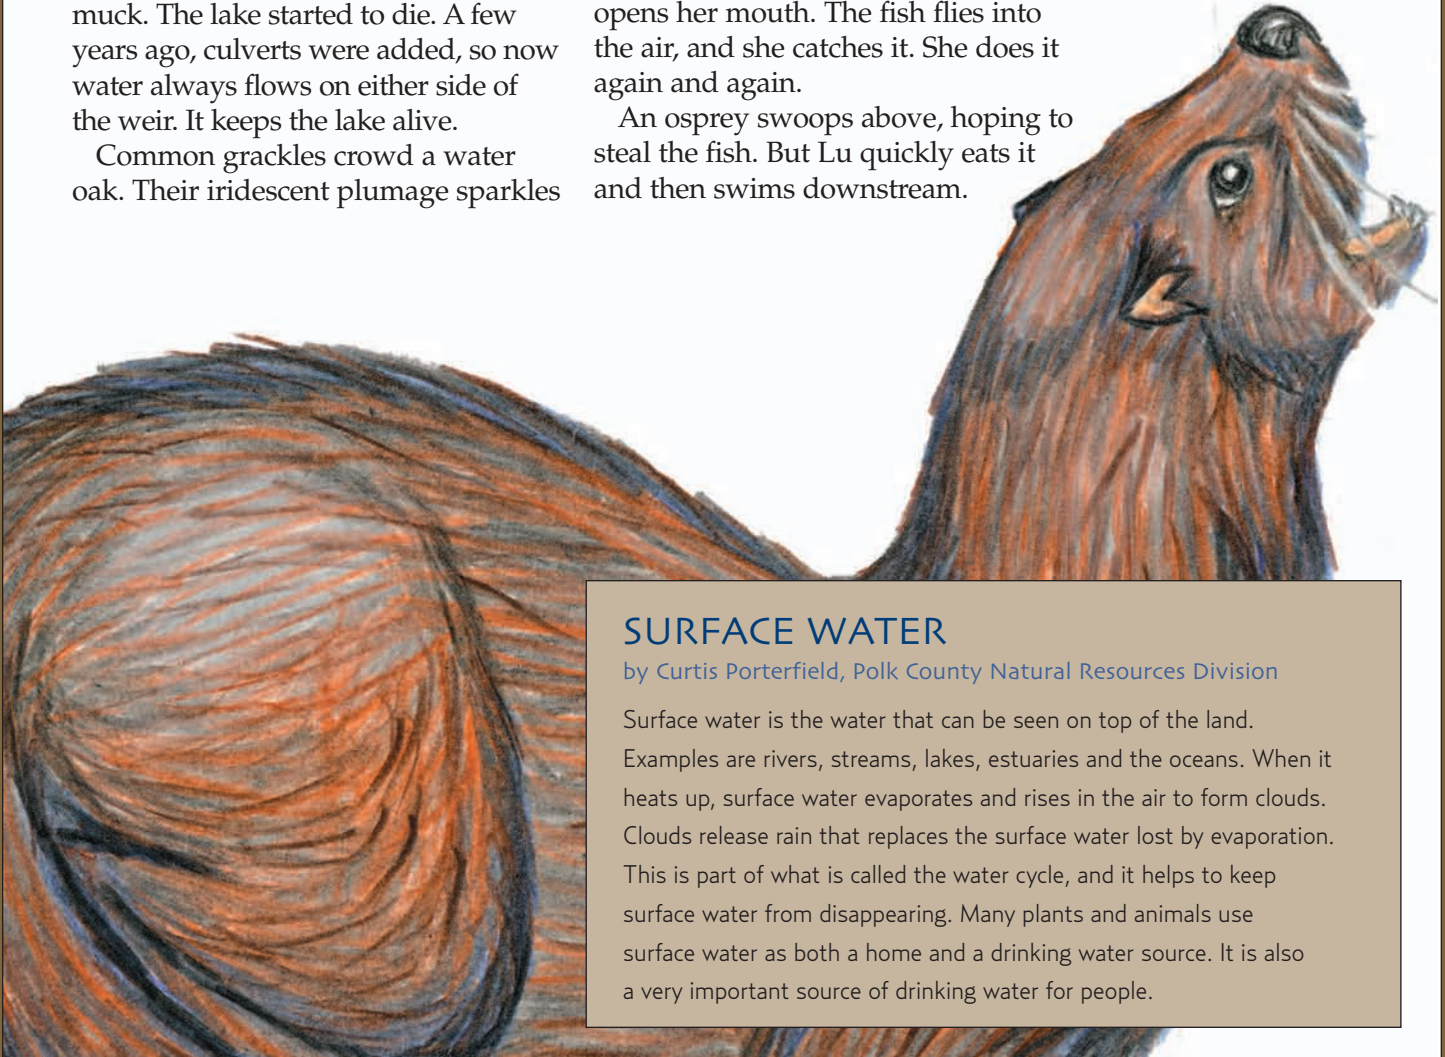 muck. The lake started to die. A few
years ago, culverts were added, so now
water always flows on either side of
the weir. It keeps the lake alive.
Common grackles crowd a water
oak. Their iridescent plumage sparkles
opens her mouth. The fish flies into
the air, and she catches it. She does it
again and again.
An osprey swoops above, hoping to
steal the fish. But Lu quickly eats it
and then swims downstream.
SURFACE WATER
by Curtis Porterfield, Polk County Natural Resources Division
Surface water is the water that can be seen on top of the land.
Examples are rivers, streams, lakes, estuaries and the oceans. When it
heats up, surface water evaporates and rises in the air to form clouds.
Clouds release rain that replaces the surface water lost by evaporation.
This is part of what is called the water cycle, and it helps to keep
surface water from disappearing. Many plants and animals use
surface water as both a home and a drinking water source. It is also
a very important source of drinking water for people.